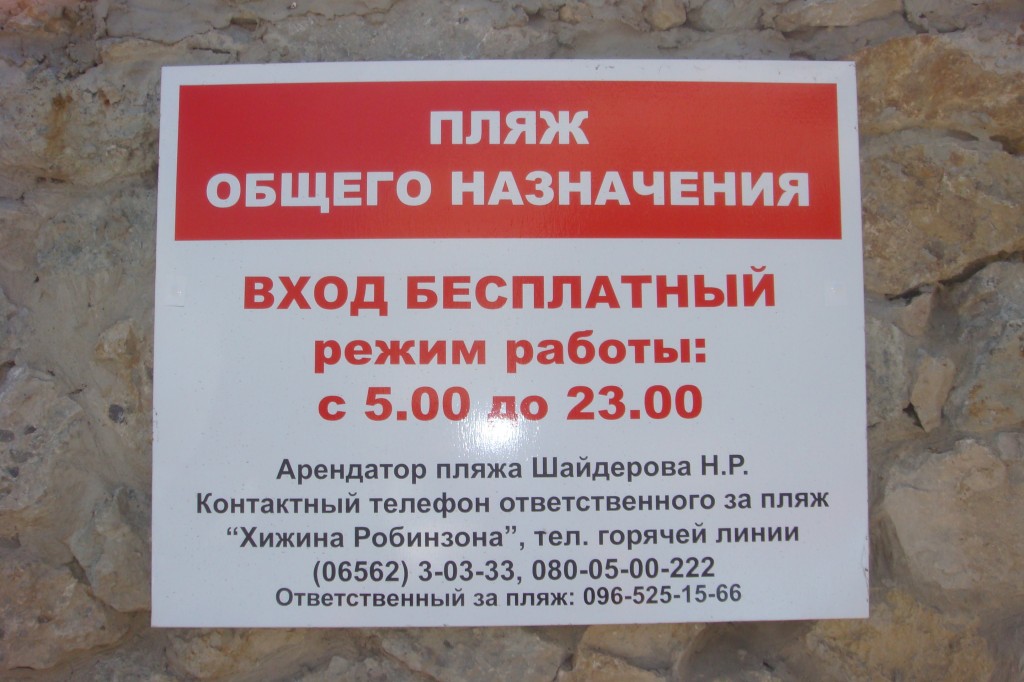 ПЛЯЖ
ОБЩЕГО НАЗНАЧЕНИЯ
ВХОД БЕСПЛАТНЫЙ
режим работы:
с 5.00 до 23.00
Арендатор пляжа Шайдерова Н.Р.
Контактный телефон ответственного за пляж
“Хижина Робинзона”, тел. горячей линии
(06562) 3-03-33, 080-05-00-222
Ответственный за пляж: 096-525-15-66